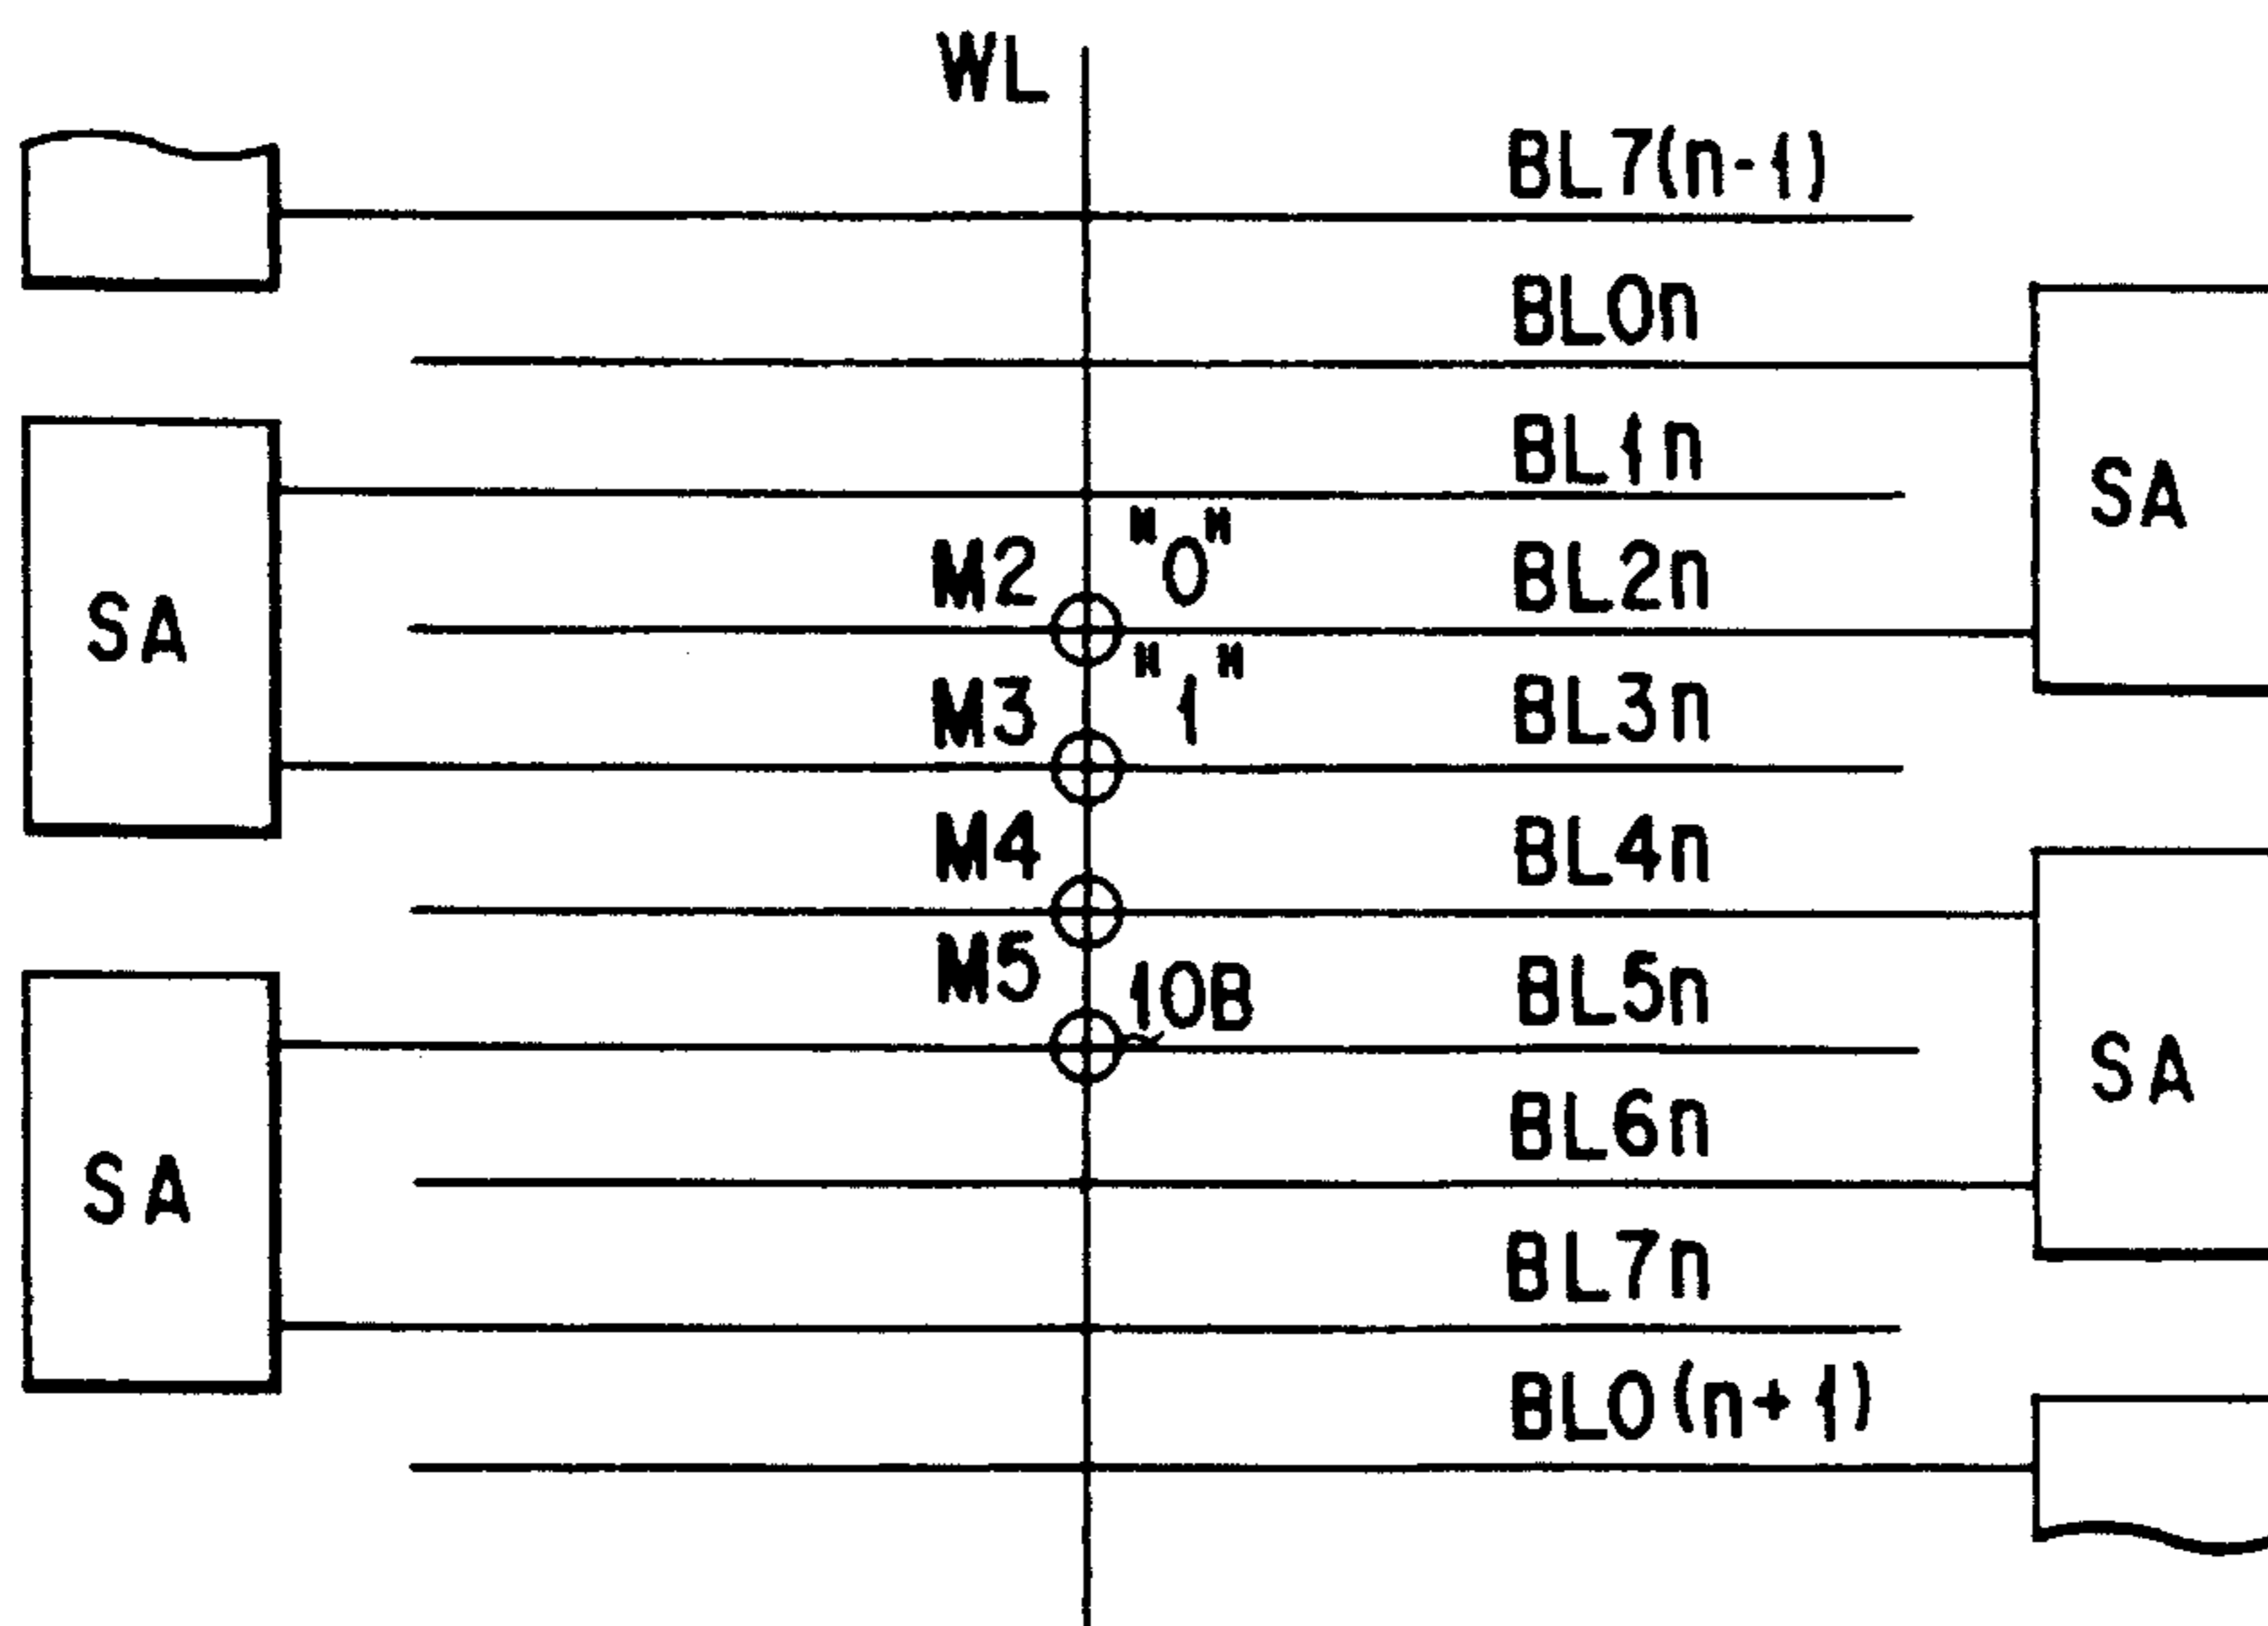 WL
BL7(n-1)
BL0n
BL1n
SA
M2 "0" BL2n
SA
M3 "1" BL3n
M4 BL4n
M5 10B BL5n
SA
BL6n
SA
BL7n
BL0(n+1)